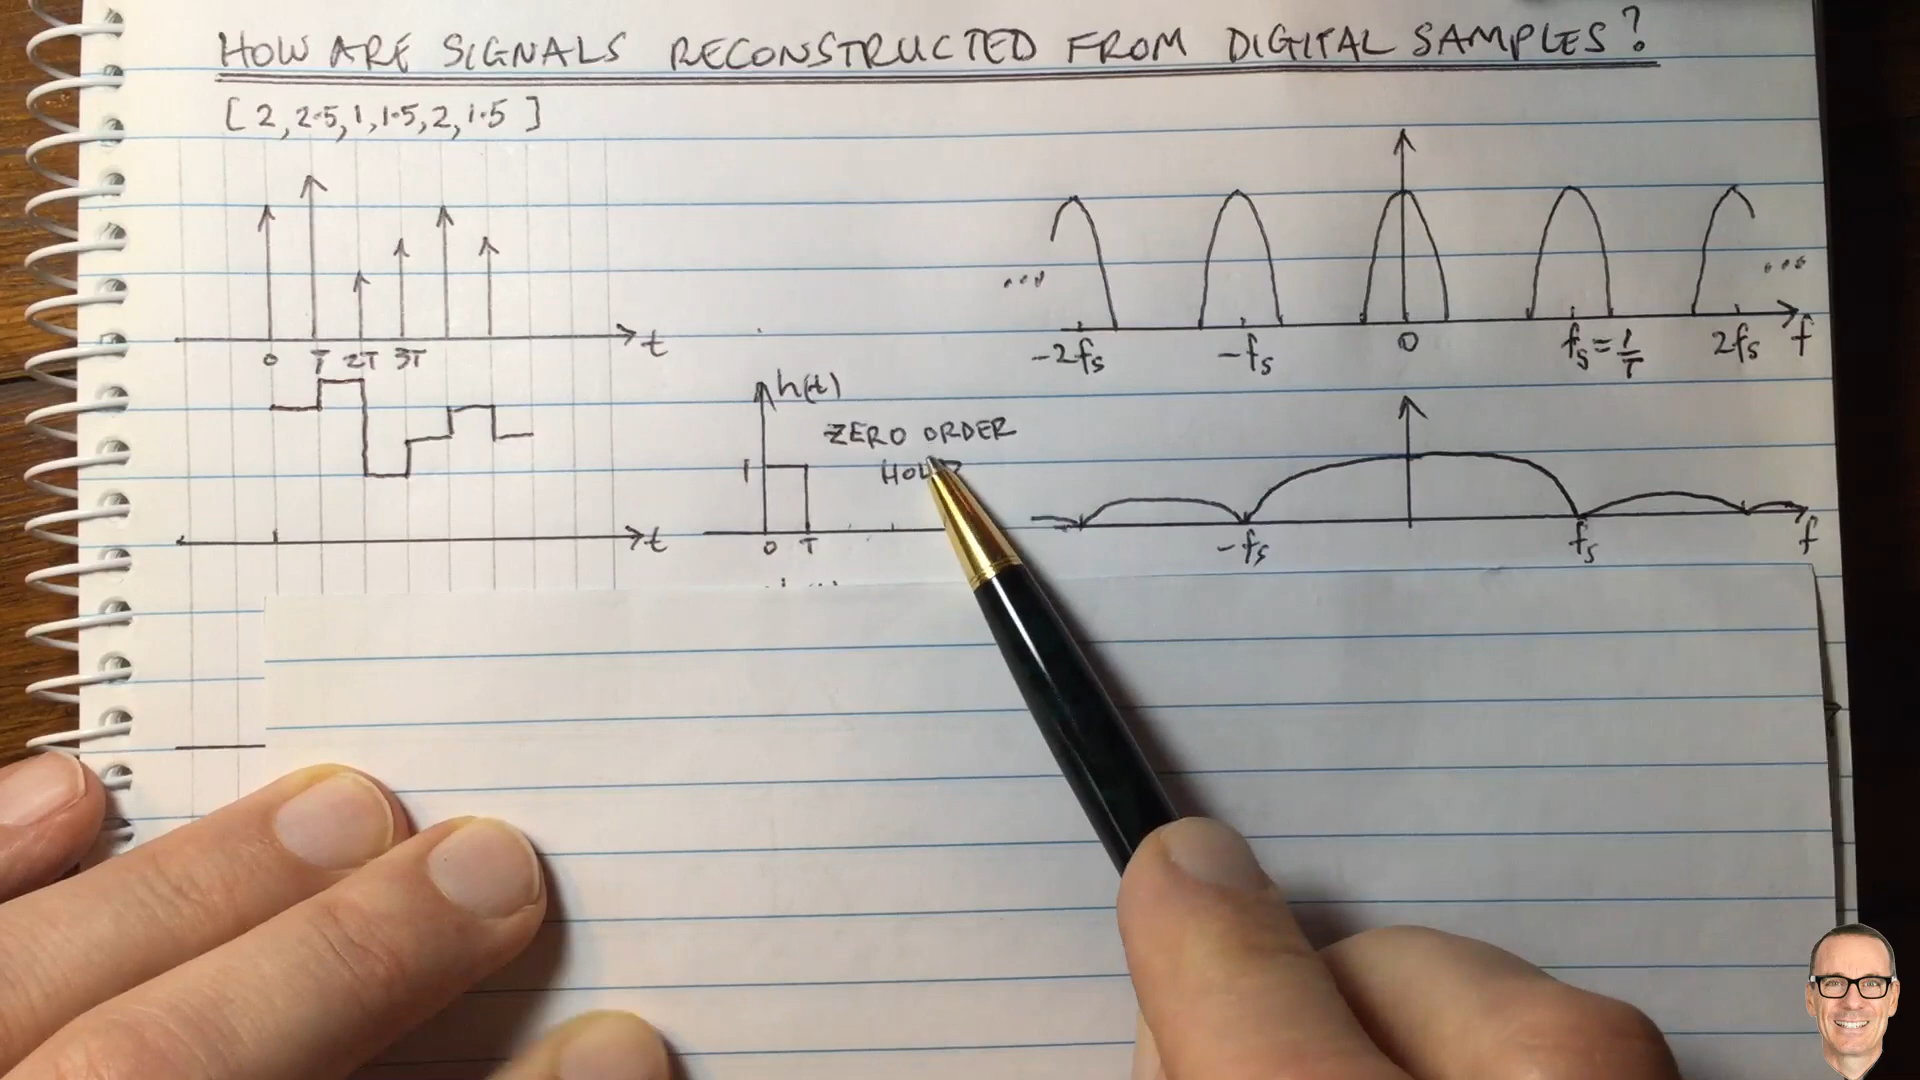 HOW ARE SIGNALS RECONSTRUCTED FROM DIGITAL SAMPLES?
[2, 2.5, 1, 1.5, 2, 1.5]
0 T 2T 3T t
-2fs -fs 0 fs = 1/T 2fs f
h(t)
ZERO ORDER
1
t
0 T
-fs fs f